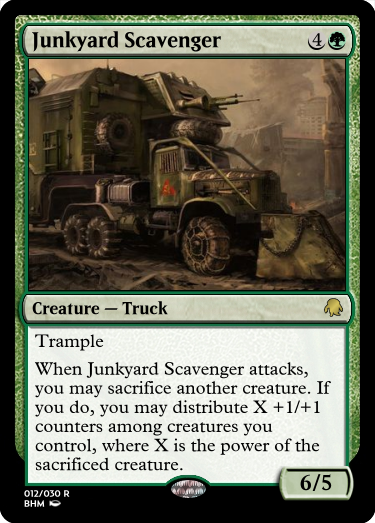 Junkyard Scavenger 4
Creature — Truck
Trample
When Junkyard Scavenger attacks,
you may sacrifice another creature. If
you do, you may distribute X +1/+1
counters among creatures you
control, where X is the power of the
sacrificed creature.
6/5
012/030 R
BHM